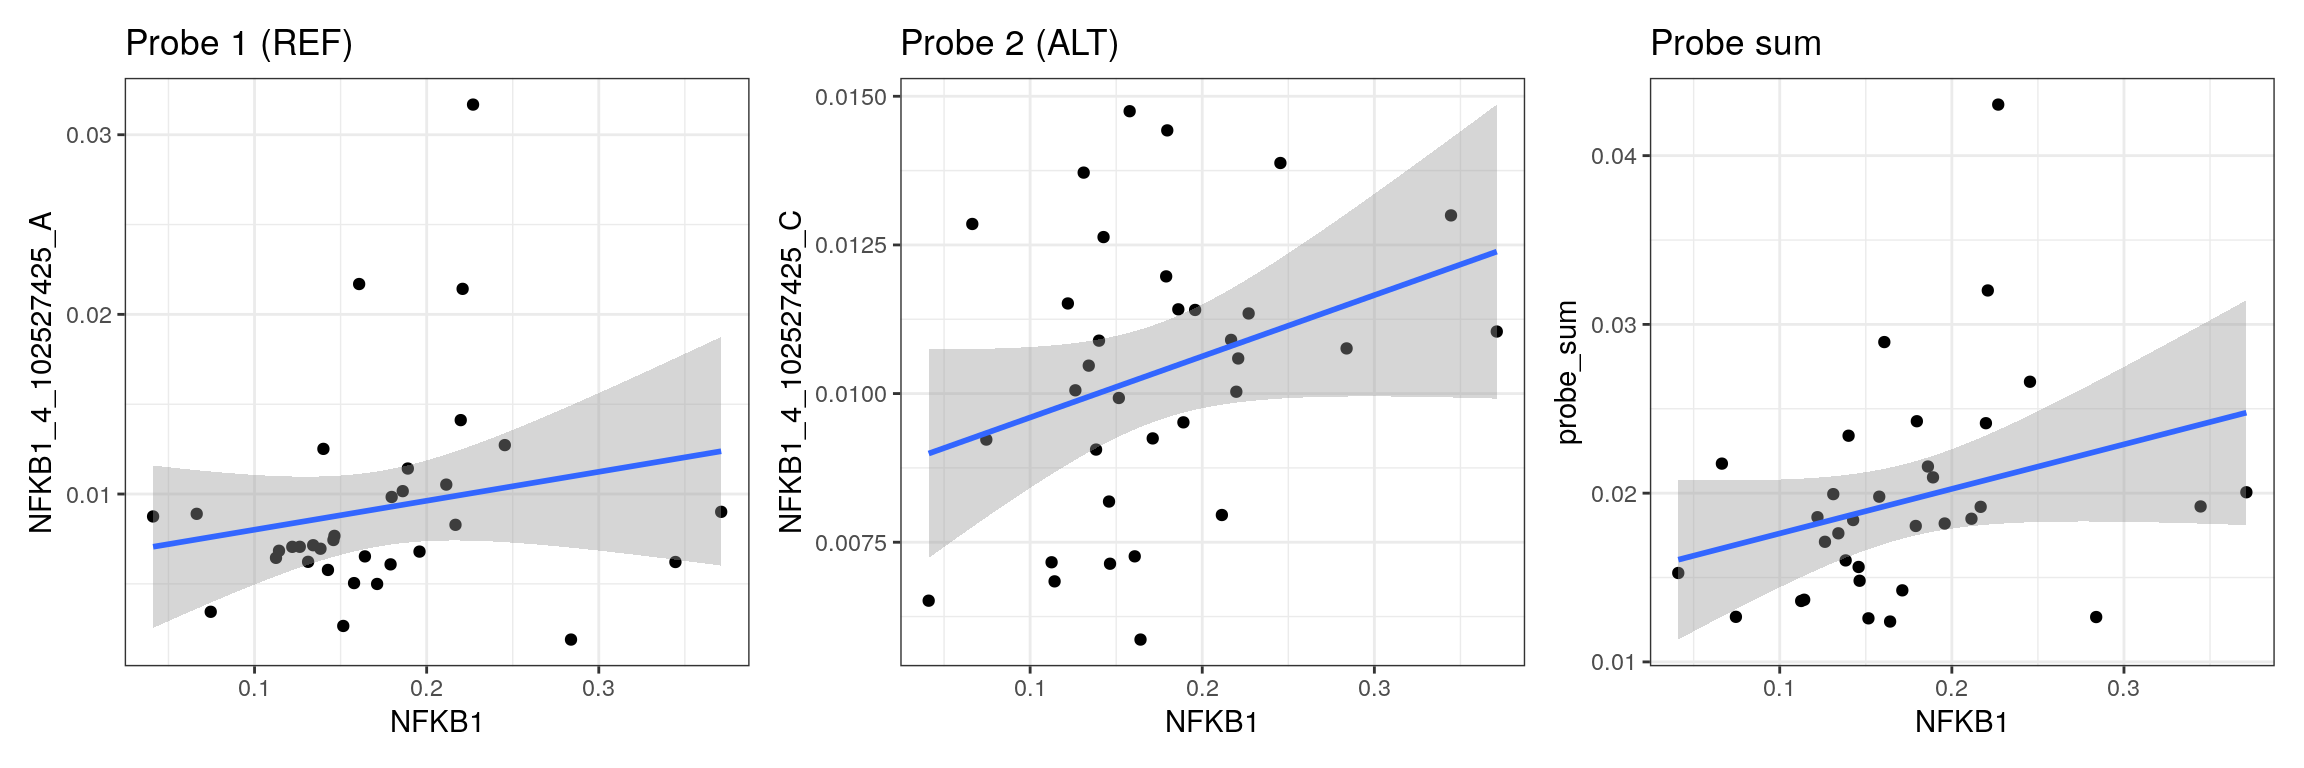 Probe 1 (REF)
NFKB1_4_102527425_A
0.03
0.02
0.01
0.1 0.2 0.3
NFKB1
Probe 2 (ALT)
NFKB1_4_102527425_C
0.0150
0.0125
0.0100
0.0075
0.1 0.2 0.3
NFKB1
Probe sum
probe_sum
0.04
0.03
0.02
0.01
0.1 0.2 0.3
NFKB1